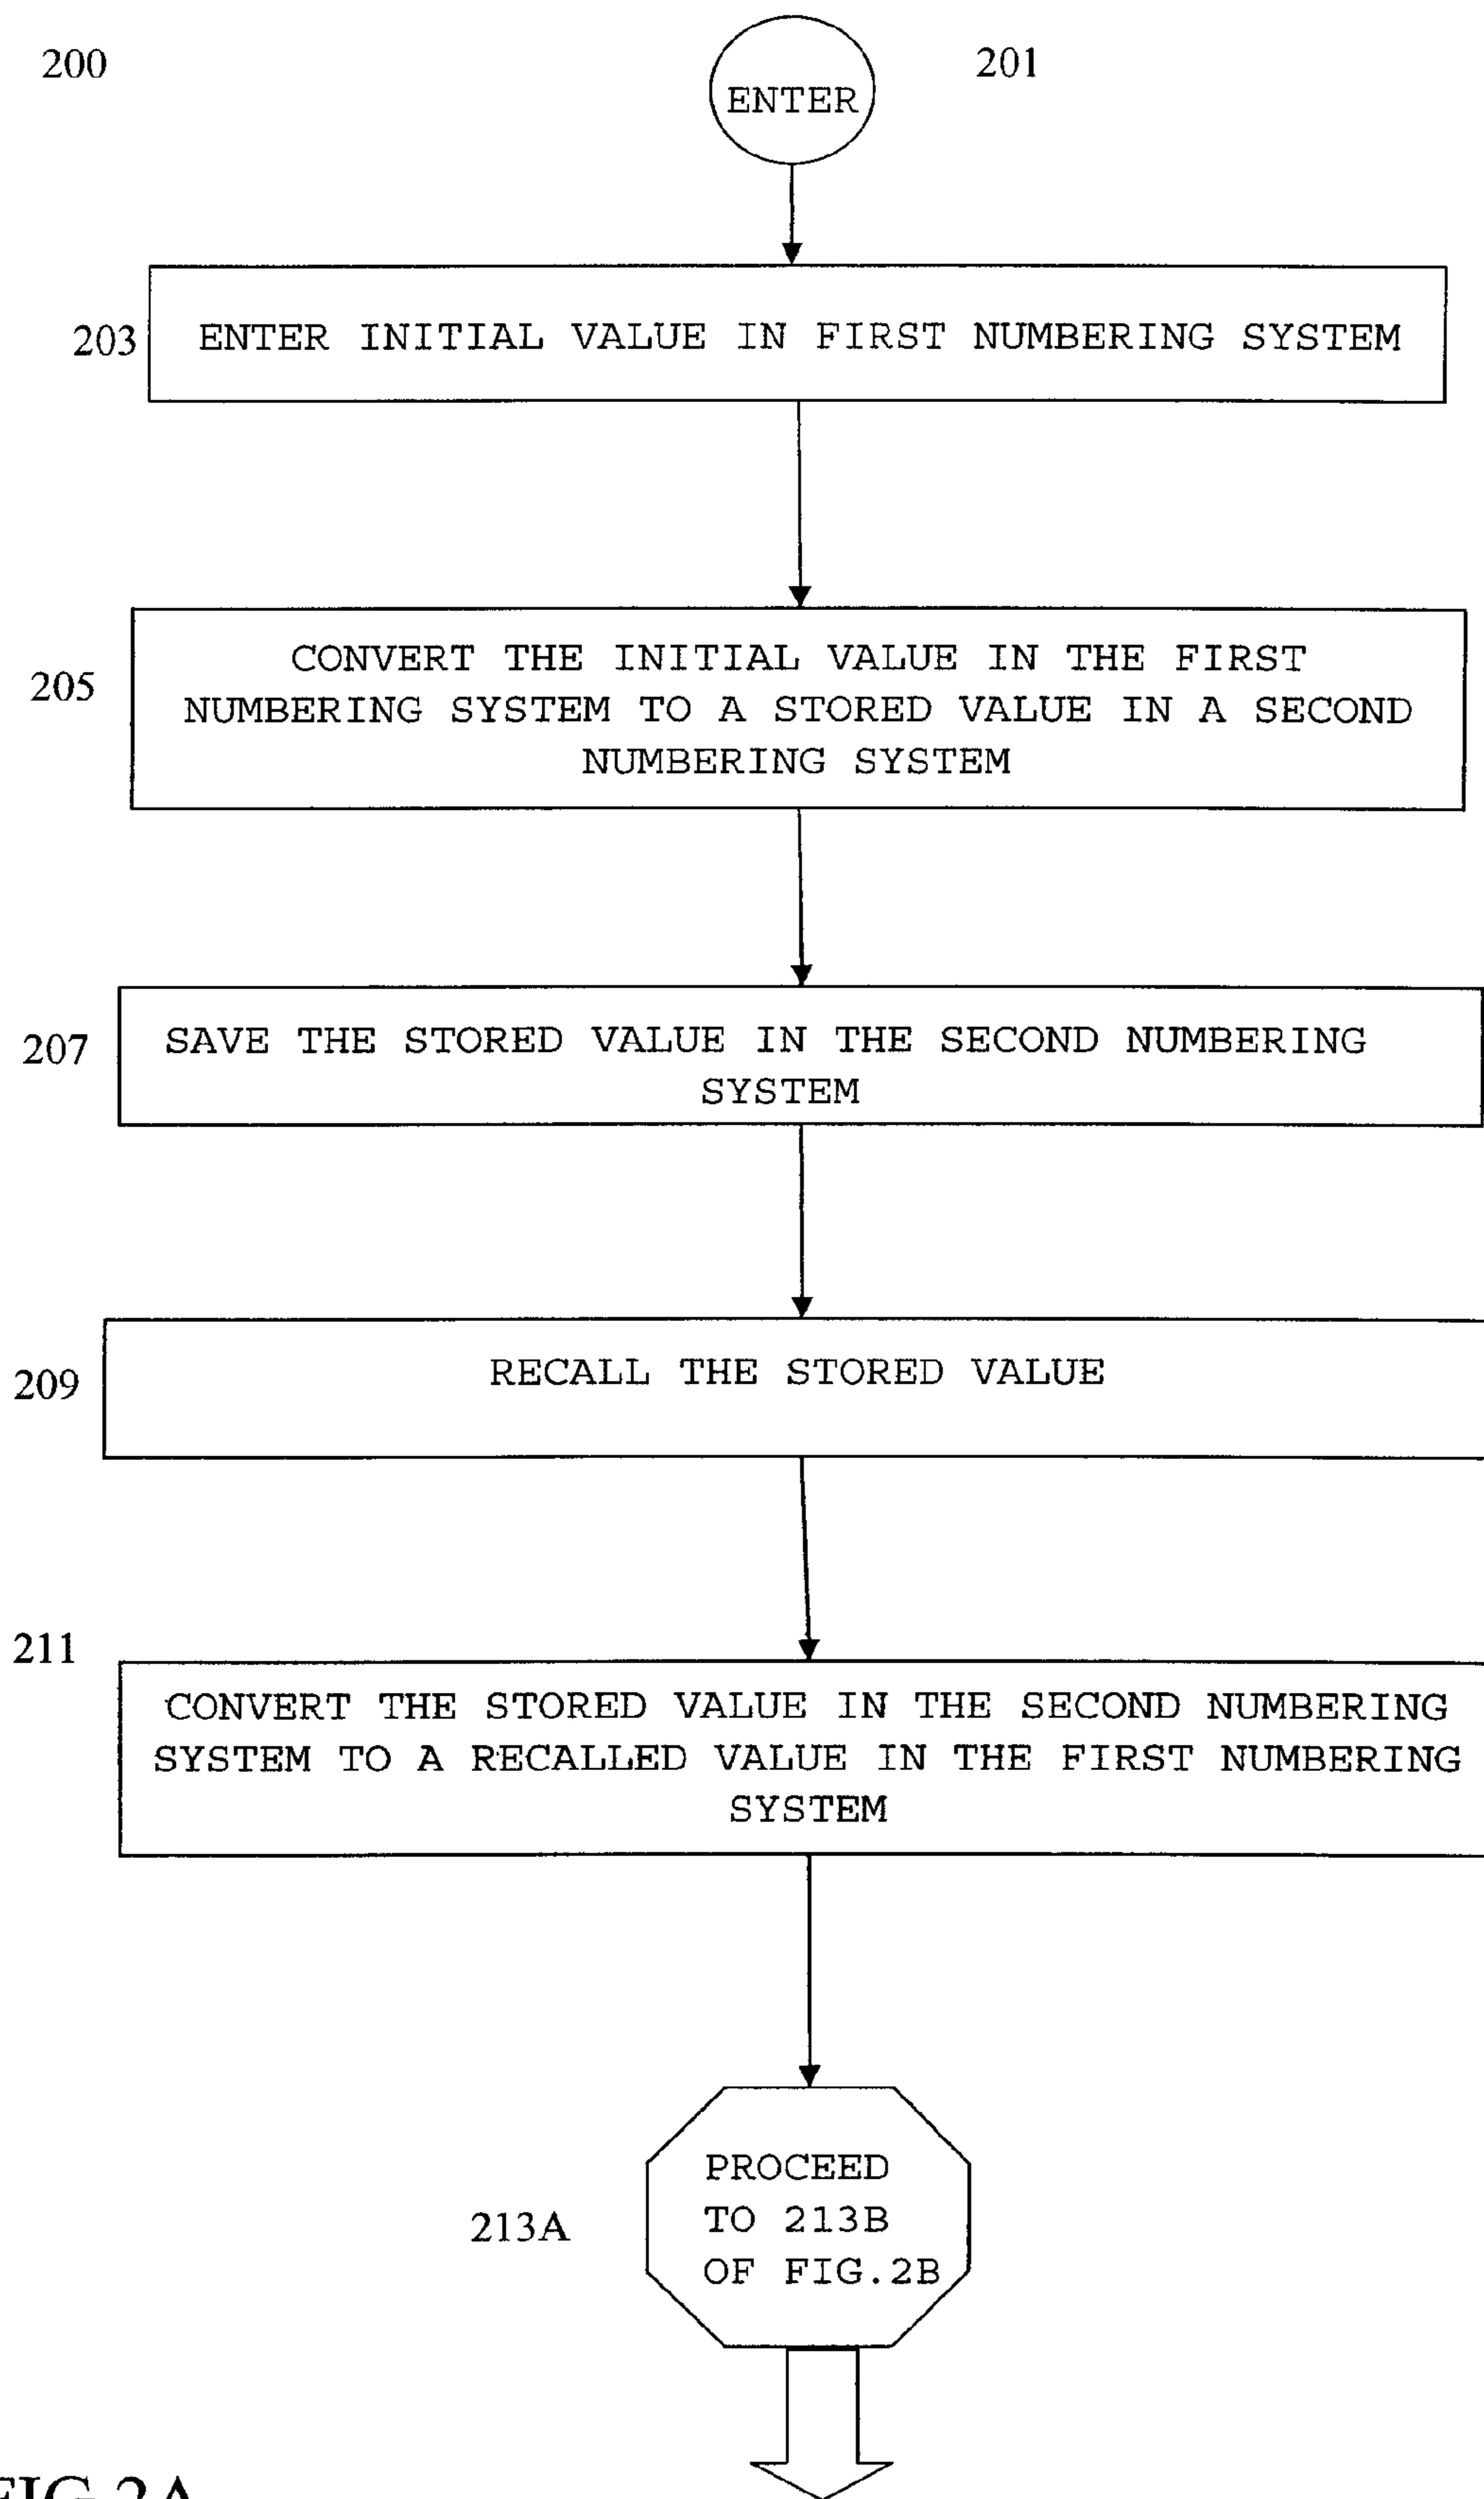 200
201
ENTER
203
ENTER INITIAL VALUE IN FIRST NUMBERING SYSTEM
205
CONVERT THE INITIAL VALUE IN THE FIRST
NUMBERING SYSTEM TO A STORED VALUE IN A SECOND
NUMBERING SYSTEM
207
SAVE THE STORED VALUE IN THE SECOND NUMBERING
SYSTEM
209
RECALL THE STORED VALUE
211
CONVERT THE STORED VALUE IN THE SECOND NUMBERING
SYSTEM TO A RECALLED VALUE IN THE FIRST NUMBERING
SYSTEM
213A
PROCEED
TO 213B
OF FIG.2B
FIG 2A